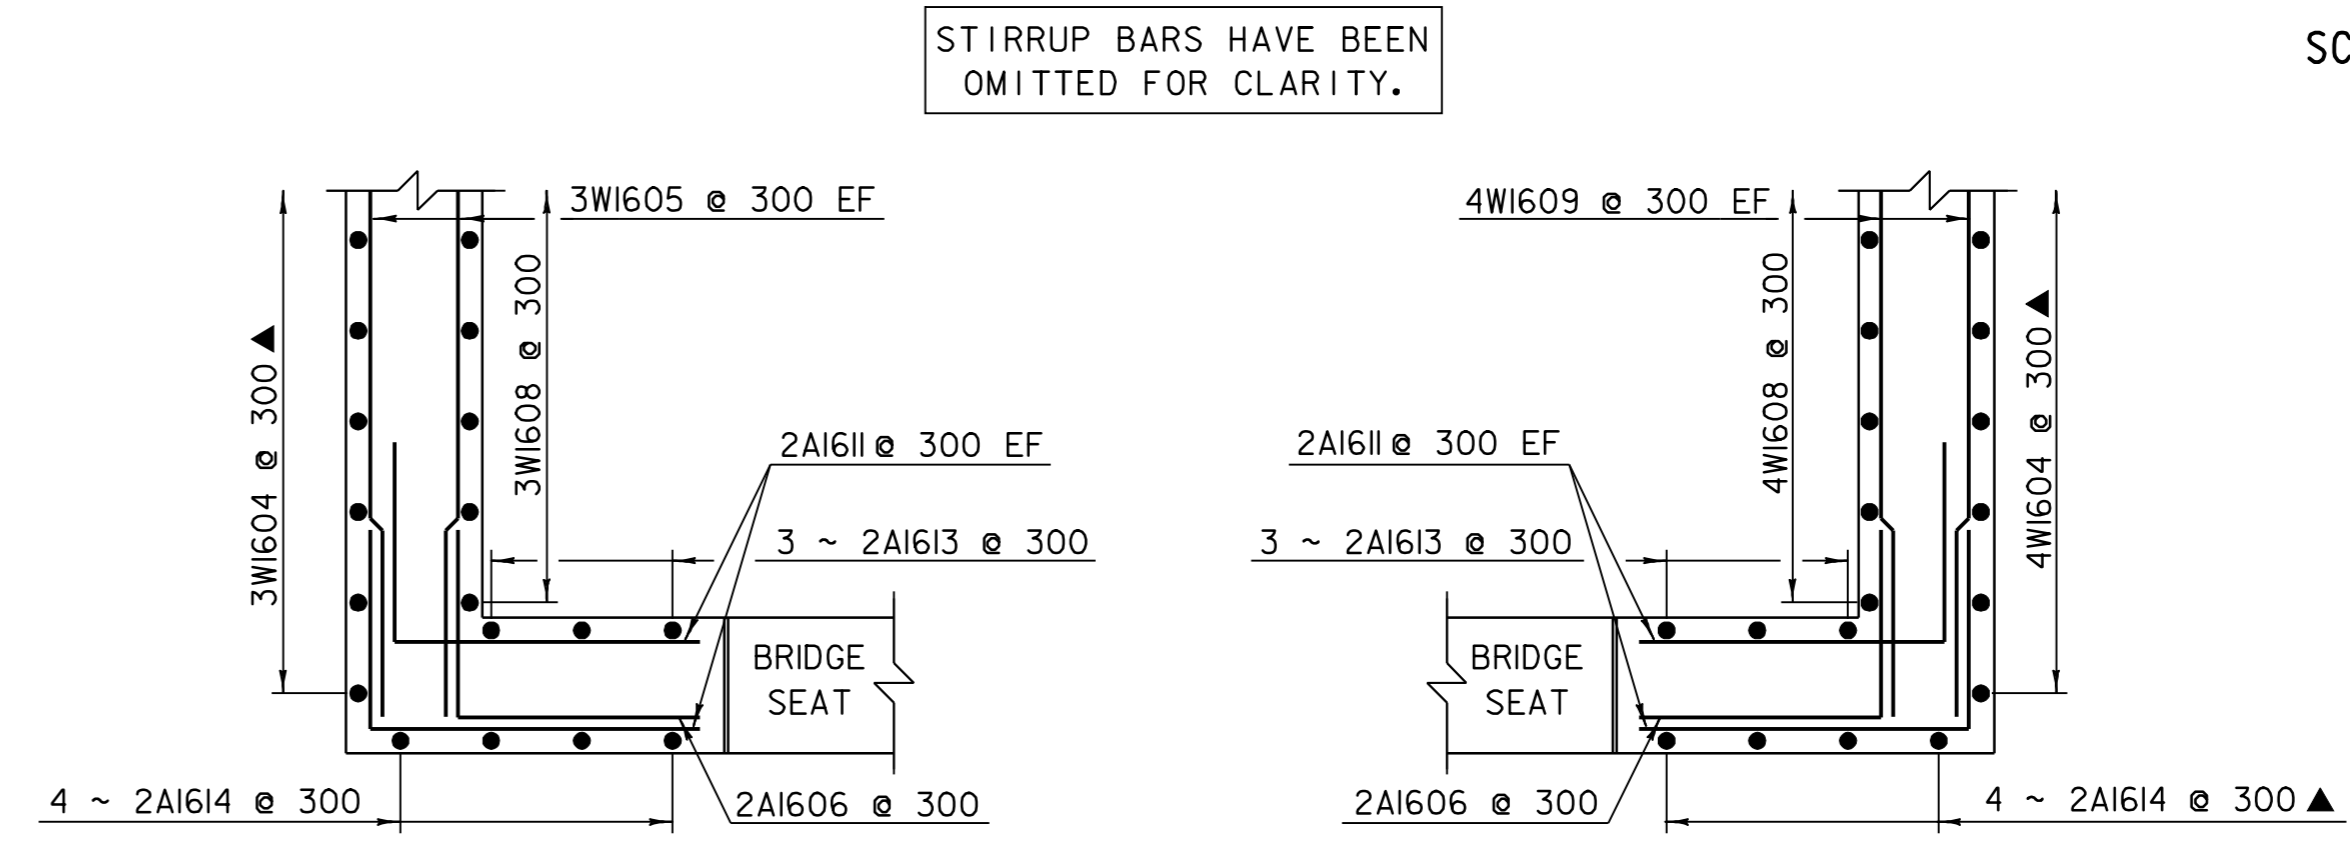 STIRRUP BARS HAVE BEEN
OMITTED FOR CLARITY.
SC
3W1605 @ 300 EF
3W1604 @ 300▲
3W1608 @ 300
2A1611 @ 300 EF
3 ~ 2A1613 @ 300
BRIDGE
SEAT
4 ~ 2A1614 @ 300
2A1606 @ 300
4W1609 @ 300 EF
4W1608 @ 300
4W1604 @ 300▲
2A1611 @ 300 EF
3 ~ 2A1613 @ 300
BRIDGE
SEAT
2A1606 @ 300
4 ~ 2A1614 @ 300▲